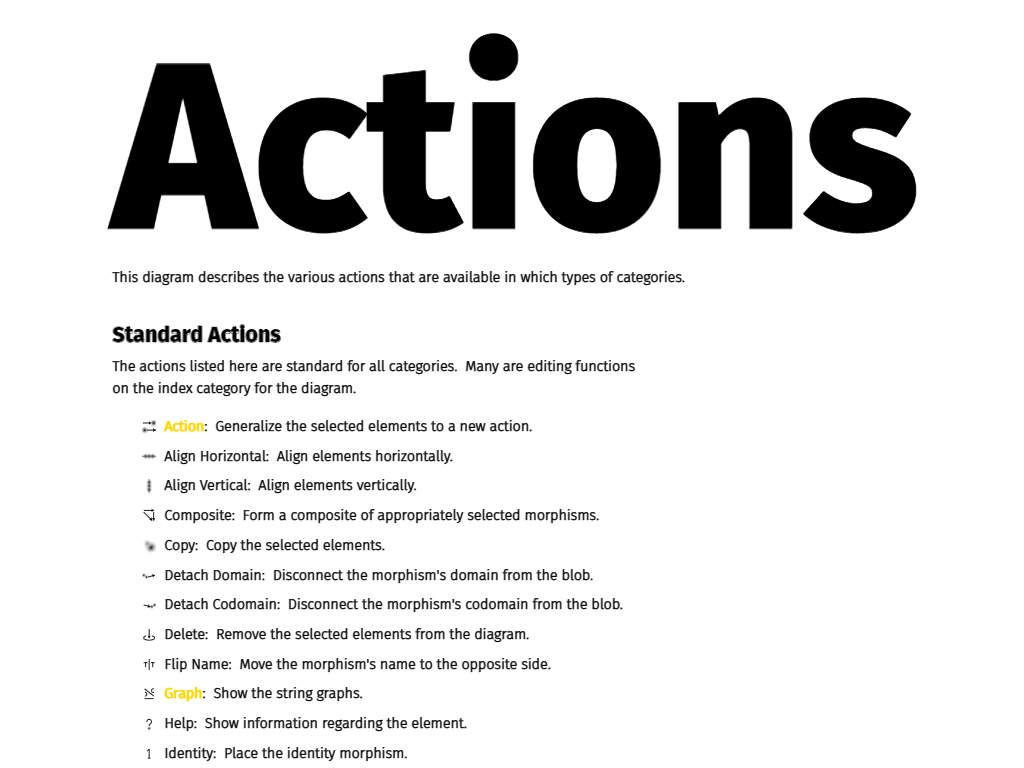 Actions
This diagram describes the various actions that are available in which types of categories.
Standard Actions
The actions listed here are standard for all categories.  Many are editing functions
on the index category for the diagram.
Action:  Generalize the selected elements to a new action.
Align Horizontal:  Align elements horizontally.
Align Vertical:  Align elements vertically.
Composite:  Form a composite of appropriately selected morphisms.
Copy:  Copy the selected elements.
Detach Domain:  Disconnect the morphism's domain from the blob.
Detach Codomain:  Disconnect the morphism's codomain from the blob.
Delete:  Remove the selected elements from the diagram.
Flip Name:  Move the morphism's name to the opposite side.
Graph:  Show the string graphs.
? Help:  Show information regarding the element.
1 Identity:  Place the identity morphism.